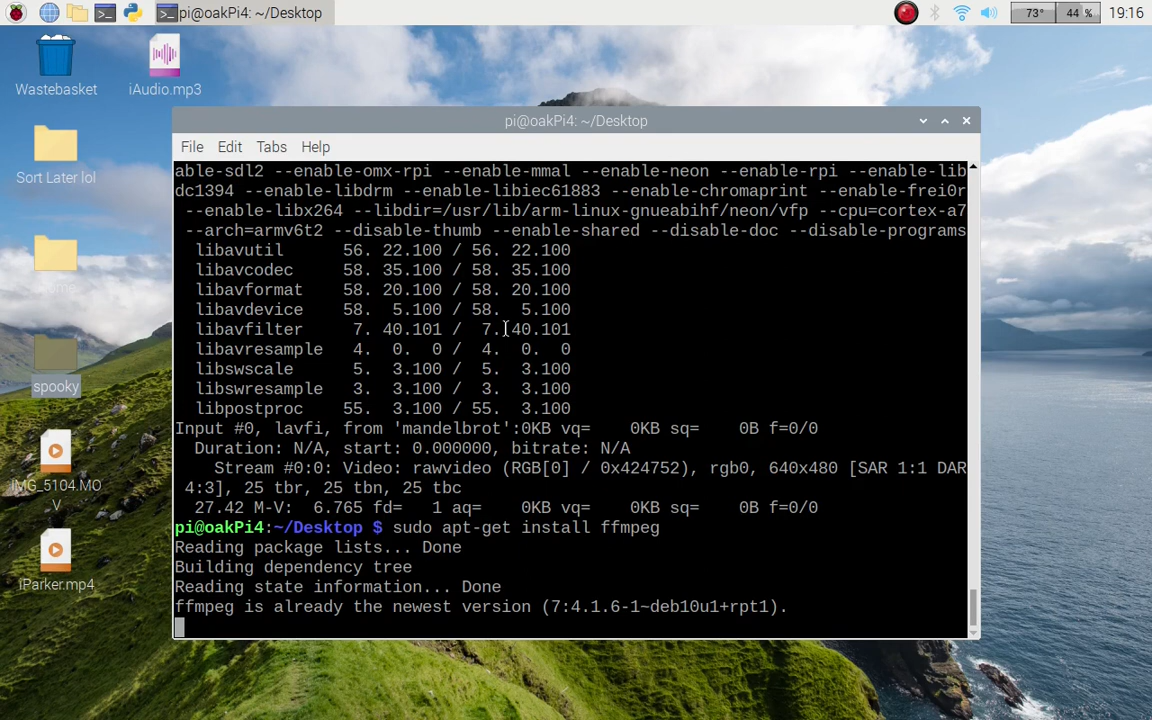 pi@oakPi4: ~/Desktop
73°
44 %
19:16
Wastebasket
iAudio.mp3
Sort Later lol
spooky
IMG_5104.MO
V
iParker.mp4
pi@oakPi4: ~/Desktop
File Edit Tabs Help
able-sdl2 --enable-omx-rpi --enable-mmal --enable-neon --enable-rpi --enable-lib
dc1394 --enable-libdrm --enable-libiec61883 --enable-chromaprint --enable-frei0r
--enable-libx264 --libdir=/usr/lib/arm-linux-gnueabihf/neon/vfp --cpu=cortex-a7
--arch=armv6t2 --disable-thumb --enable-shared --disable-doc --disable-programs
libavutil 56. 22.100 / 56. 22.100
libavcodec 58. 35.100 / 58. 35.100
libavformat 58. 20.100 / 58. 20.100
libavdevice 58. 5.100 / 58. 5.100
libavfilter 7. 40.101 / 7. 40.101
libavresample 4. 0. 0 / 4. 0. 0
libswscale 5. 3.100 / 5. 3.100
libswresample 3. 3.100 / 3. 3.100
libpostproc 55. 3.100 / 55. 3.100
Input #0, lavfi, from 'mandelbrot':0KB vq= 0KB sq= 0B f=0/0
Duration: N/A, start: 0.000000, bitrate: N/A
Stream #0:0: Video: rawvideo (RGB[0] / 0x424752), rgb0, 640x480 [SAR 1:1 DAR
4:3], 25 tbr, 25 tbn, 25 tbc
27.42 M-V: 6.765 fd= 1 aq= 0KB vq= 0KB sq= 0B f=0/0
pi@oakPi4:~/Desktop $ sudo apt-get install ffmpeg
Reading package lists... Done
Building dependency tree
Reading state information... Done
ffmpeg is already the newest version (7:4.1.6-1~deb10u1+rpt1).